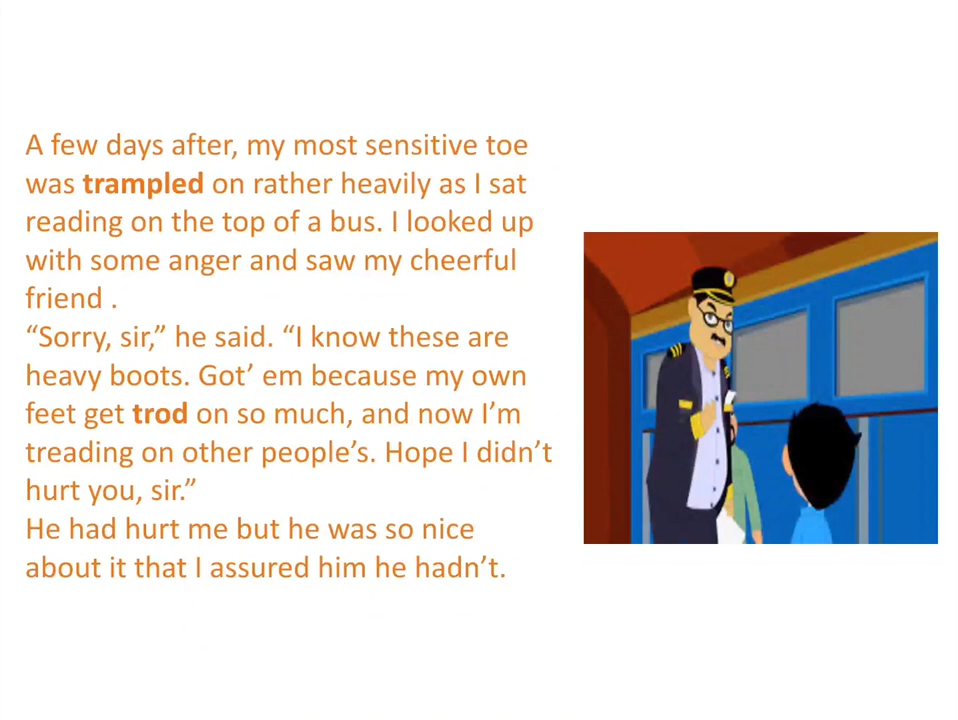 A few days after, my most sensitive toe
was trampled on rather heavily as I sat
reading on the top of a bus. I looked up
with some anger and saw my cheerful
friend .
“Sorry, sir,” he said. “I know these are
heavy boots. Got’ em because my own
feet get trod on so much, and now I’m
treading on other people’s. Hope I didn’t
hurt you, sir.”
He had hurt me but he was so nice
about it that I assured him he hadn’t.